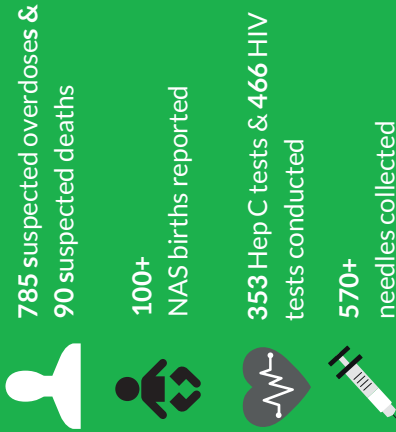 785 suspected overdoses &
90 suspected deaths
100+
NAS births reported
353 Hep C tests & 466 HIV
tests conducted
570+
needles collected